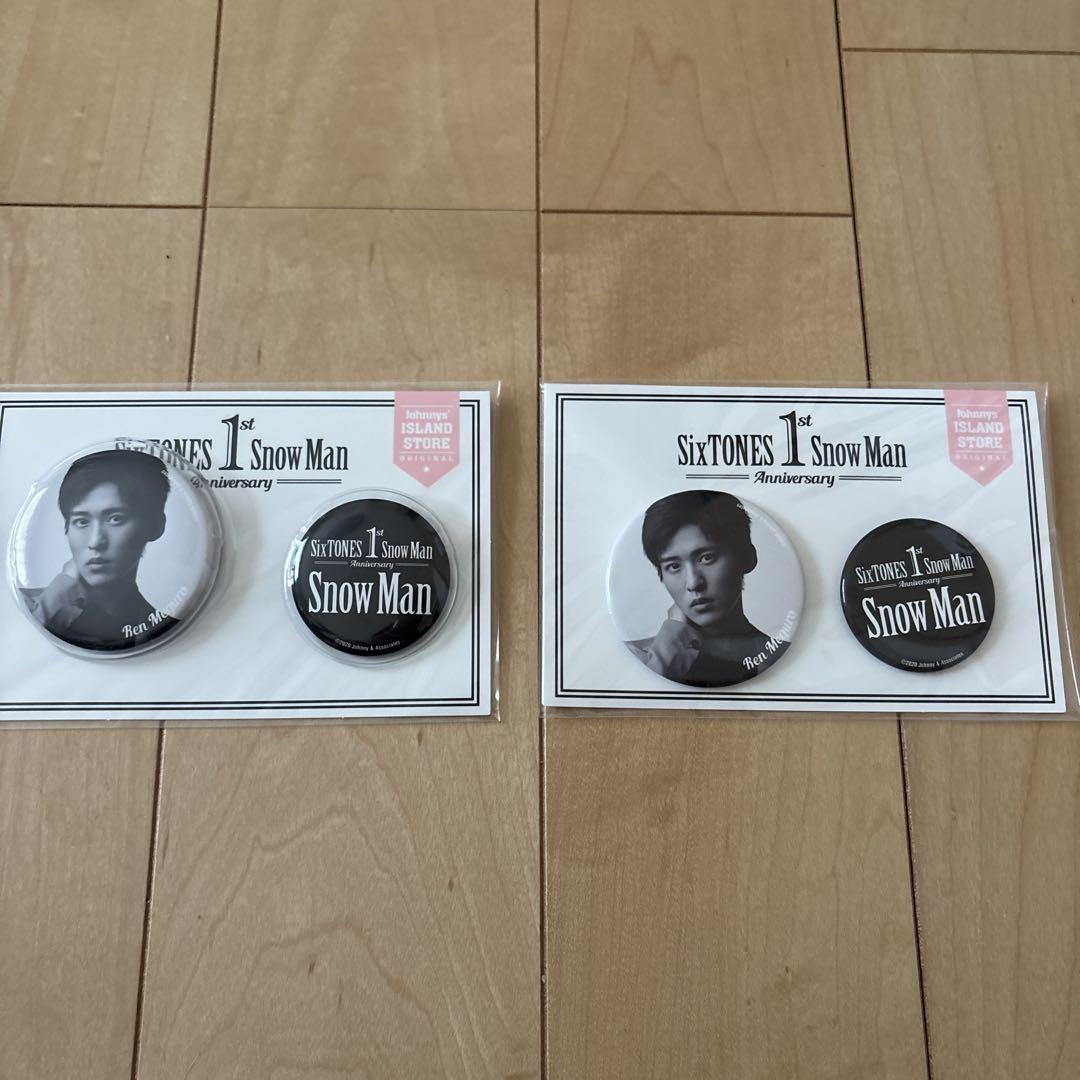 SixTONES 1st Snow Man
Anniversary
Johnnys'
ISLAND
STORE
ORIGINAL
Ren Meguro
SixTONES 1st Snow Man
Anniversary
Snow Man
©2020 Johnny & Associates
SixTONES 1st Snow Man
Anniversary
Johnnys'
ISLAND
STORE
ORIGINAL
Ren Meguro
SixTONES 1st Snow Man
Anniversary
Snow Man
©2020 Johnny & Associates